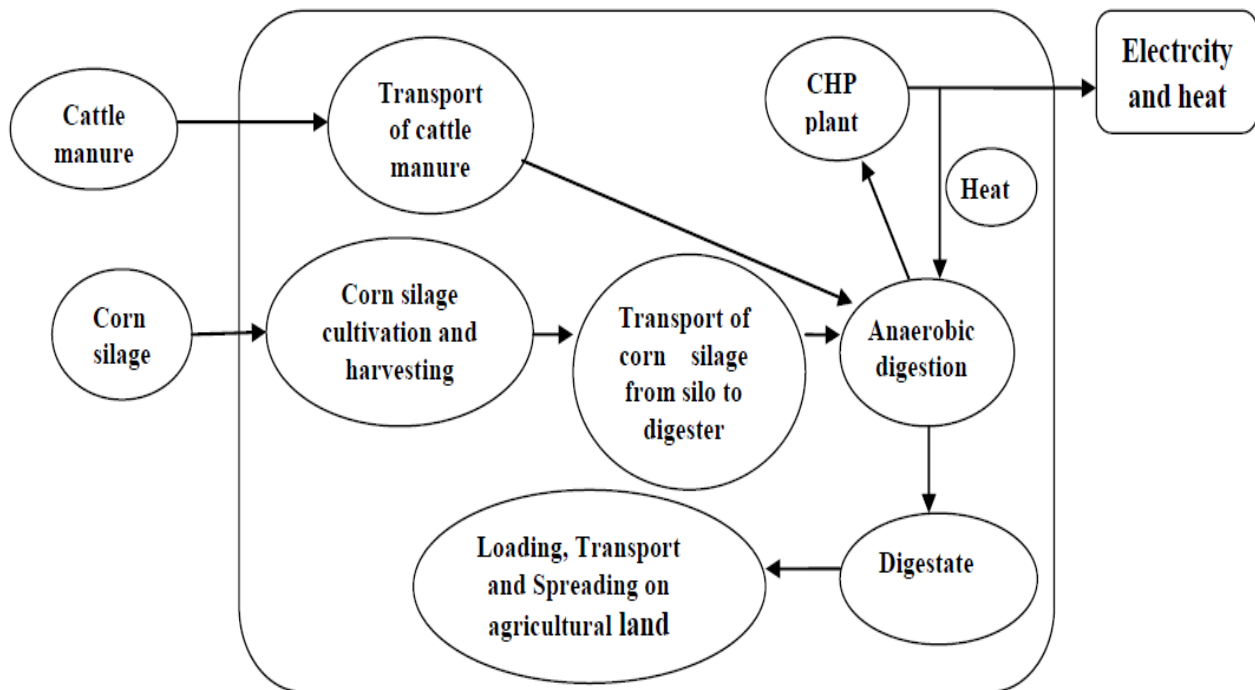 Cattle
manure
Transport
of cattle
manure
CHP
plant
Electrcity
and heat
Heat
Corn
silage
Corn silage
cultivation and
harvesting
Transport of
corn silage
from silo to
digester
Anaerobic
digestion
Loading, Transport
and Spreading on
agricultural land
Digestate